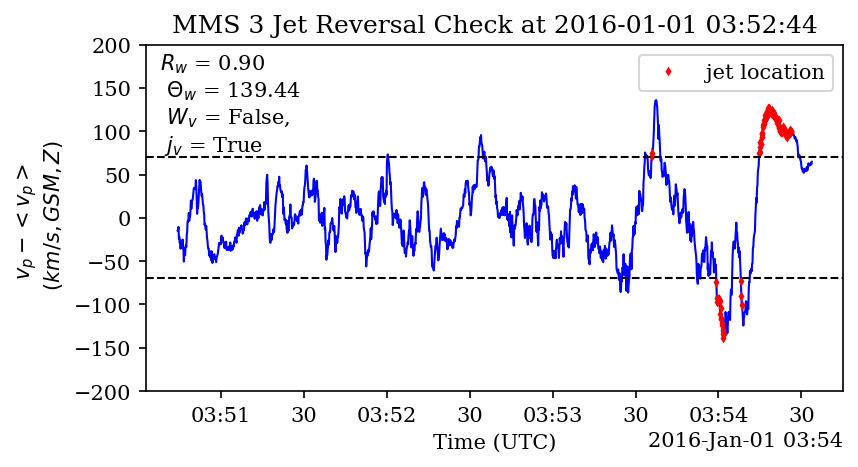 MMS 3 Jet Reversal Check at 2016-01-01 03:52:44
R_w = 0.90
Θ_w = 139.44
W_v = False,
j_v = True
jet location
200
150
100
50
0
−50
−100
−150
−200
v_p − < v_p >
(km/s, GSM, Z)
03:51 30 03:52 30 03:53 30 03:54 30
Time (UTC)
2016-Jan-01 03:54